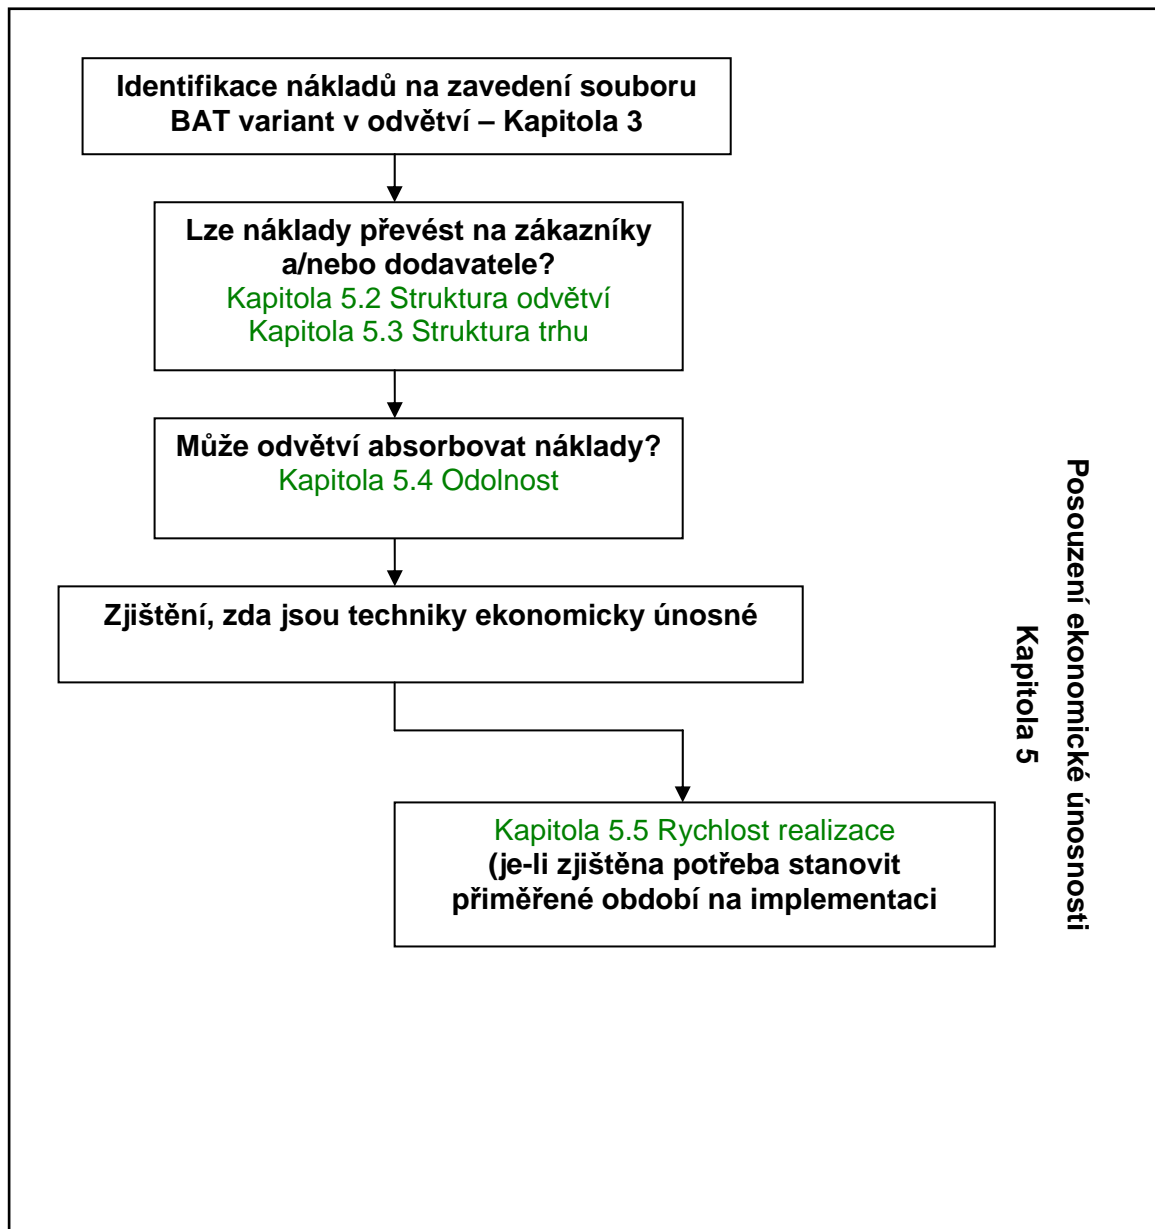 Identifikace nákladů na zavedení souboru
BAT variant v odvětví – Kapitola 3
Lze náklady převést na zákazníky
a/nebo dodavatele?
Kapitola 5.2 Struktura odvětví
Kapitola 5.3 Struktura trhu
Může odvětví absorbovat náklady?
Kapitola 5.4 Odolnost
Zjištění, zda jsou techniky ekonomicky únosné
Kapitola 5.5 Rychlost realizace
(je-li zjištěna potřeba stanovit
přiměřené období na implementaci
Posouzení ekonomické únosnosti
Kapitola 5